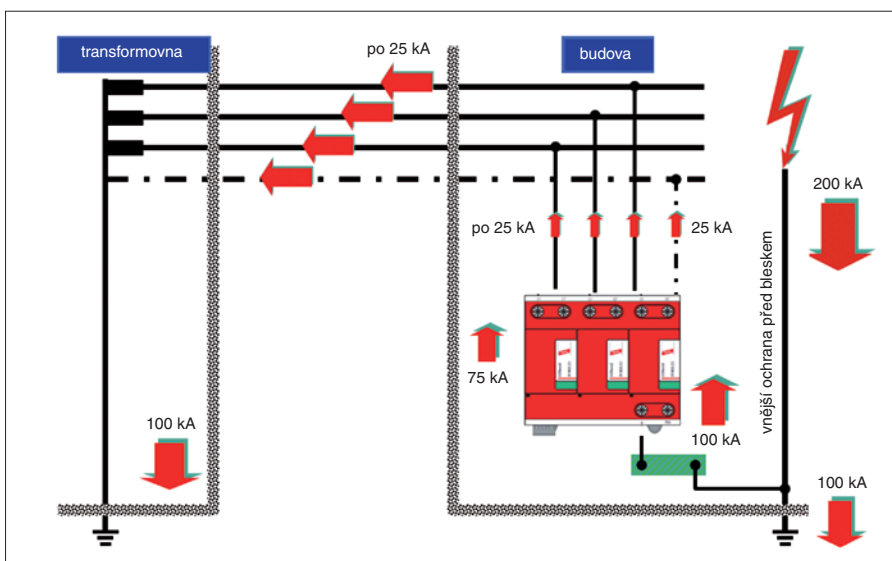 transformovna
po 25 kA
budova
200 kA
po 25 kA
25 kA
75 kA
vnější ochrana před bleskem
100 kA
100 kA
100 kA